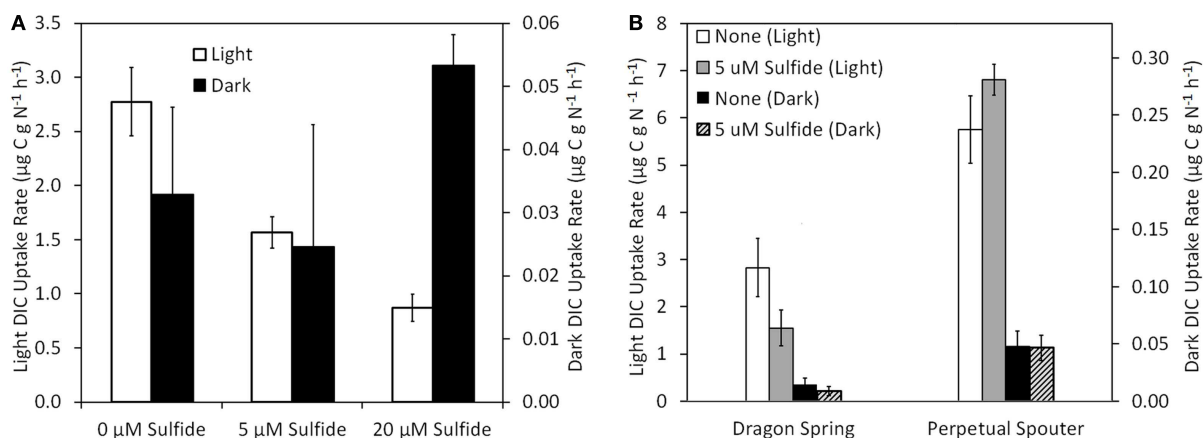 A
Light DIC Uptake Rate (µg C g N⁻¹ h⁻¹)
3.5
3.0
2.5
2.0
1.5
1.0
0.5
0.0
Light
Dark
0.06
0.05
0.04
0.03
0.02
0.01
0.00
Dark DIC Uptake Rate (µg C g N⁻¹ h⁻¹)
0 µM Sulfide
5 µM Sulfide
20 µM Sulfide
B
Light DIC Uptake Rate (µg C g N⁻¹ h⁻¹)
8
7
6
5
4
3
2
1
0
None (Light)
5 uM Sulfide (Light)
None (Dark)
5 uM Sulfide (Dark)
0.30
0.25
0.20
0.15
0.10
0.05
0.00
Dark DIC Uptake Rate (µg C g N⁻¹ h⁻¹)
Dragon Spring
Perpetual Spouter